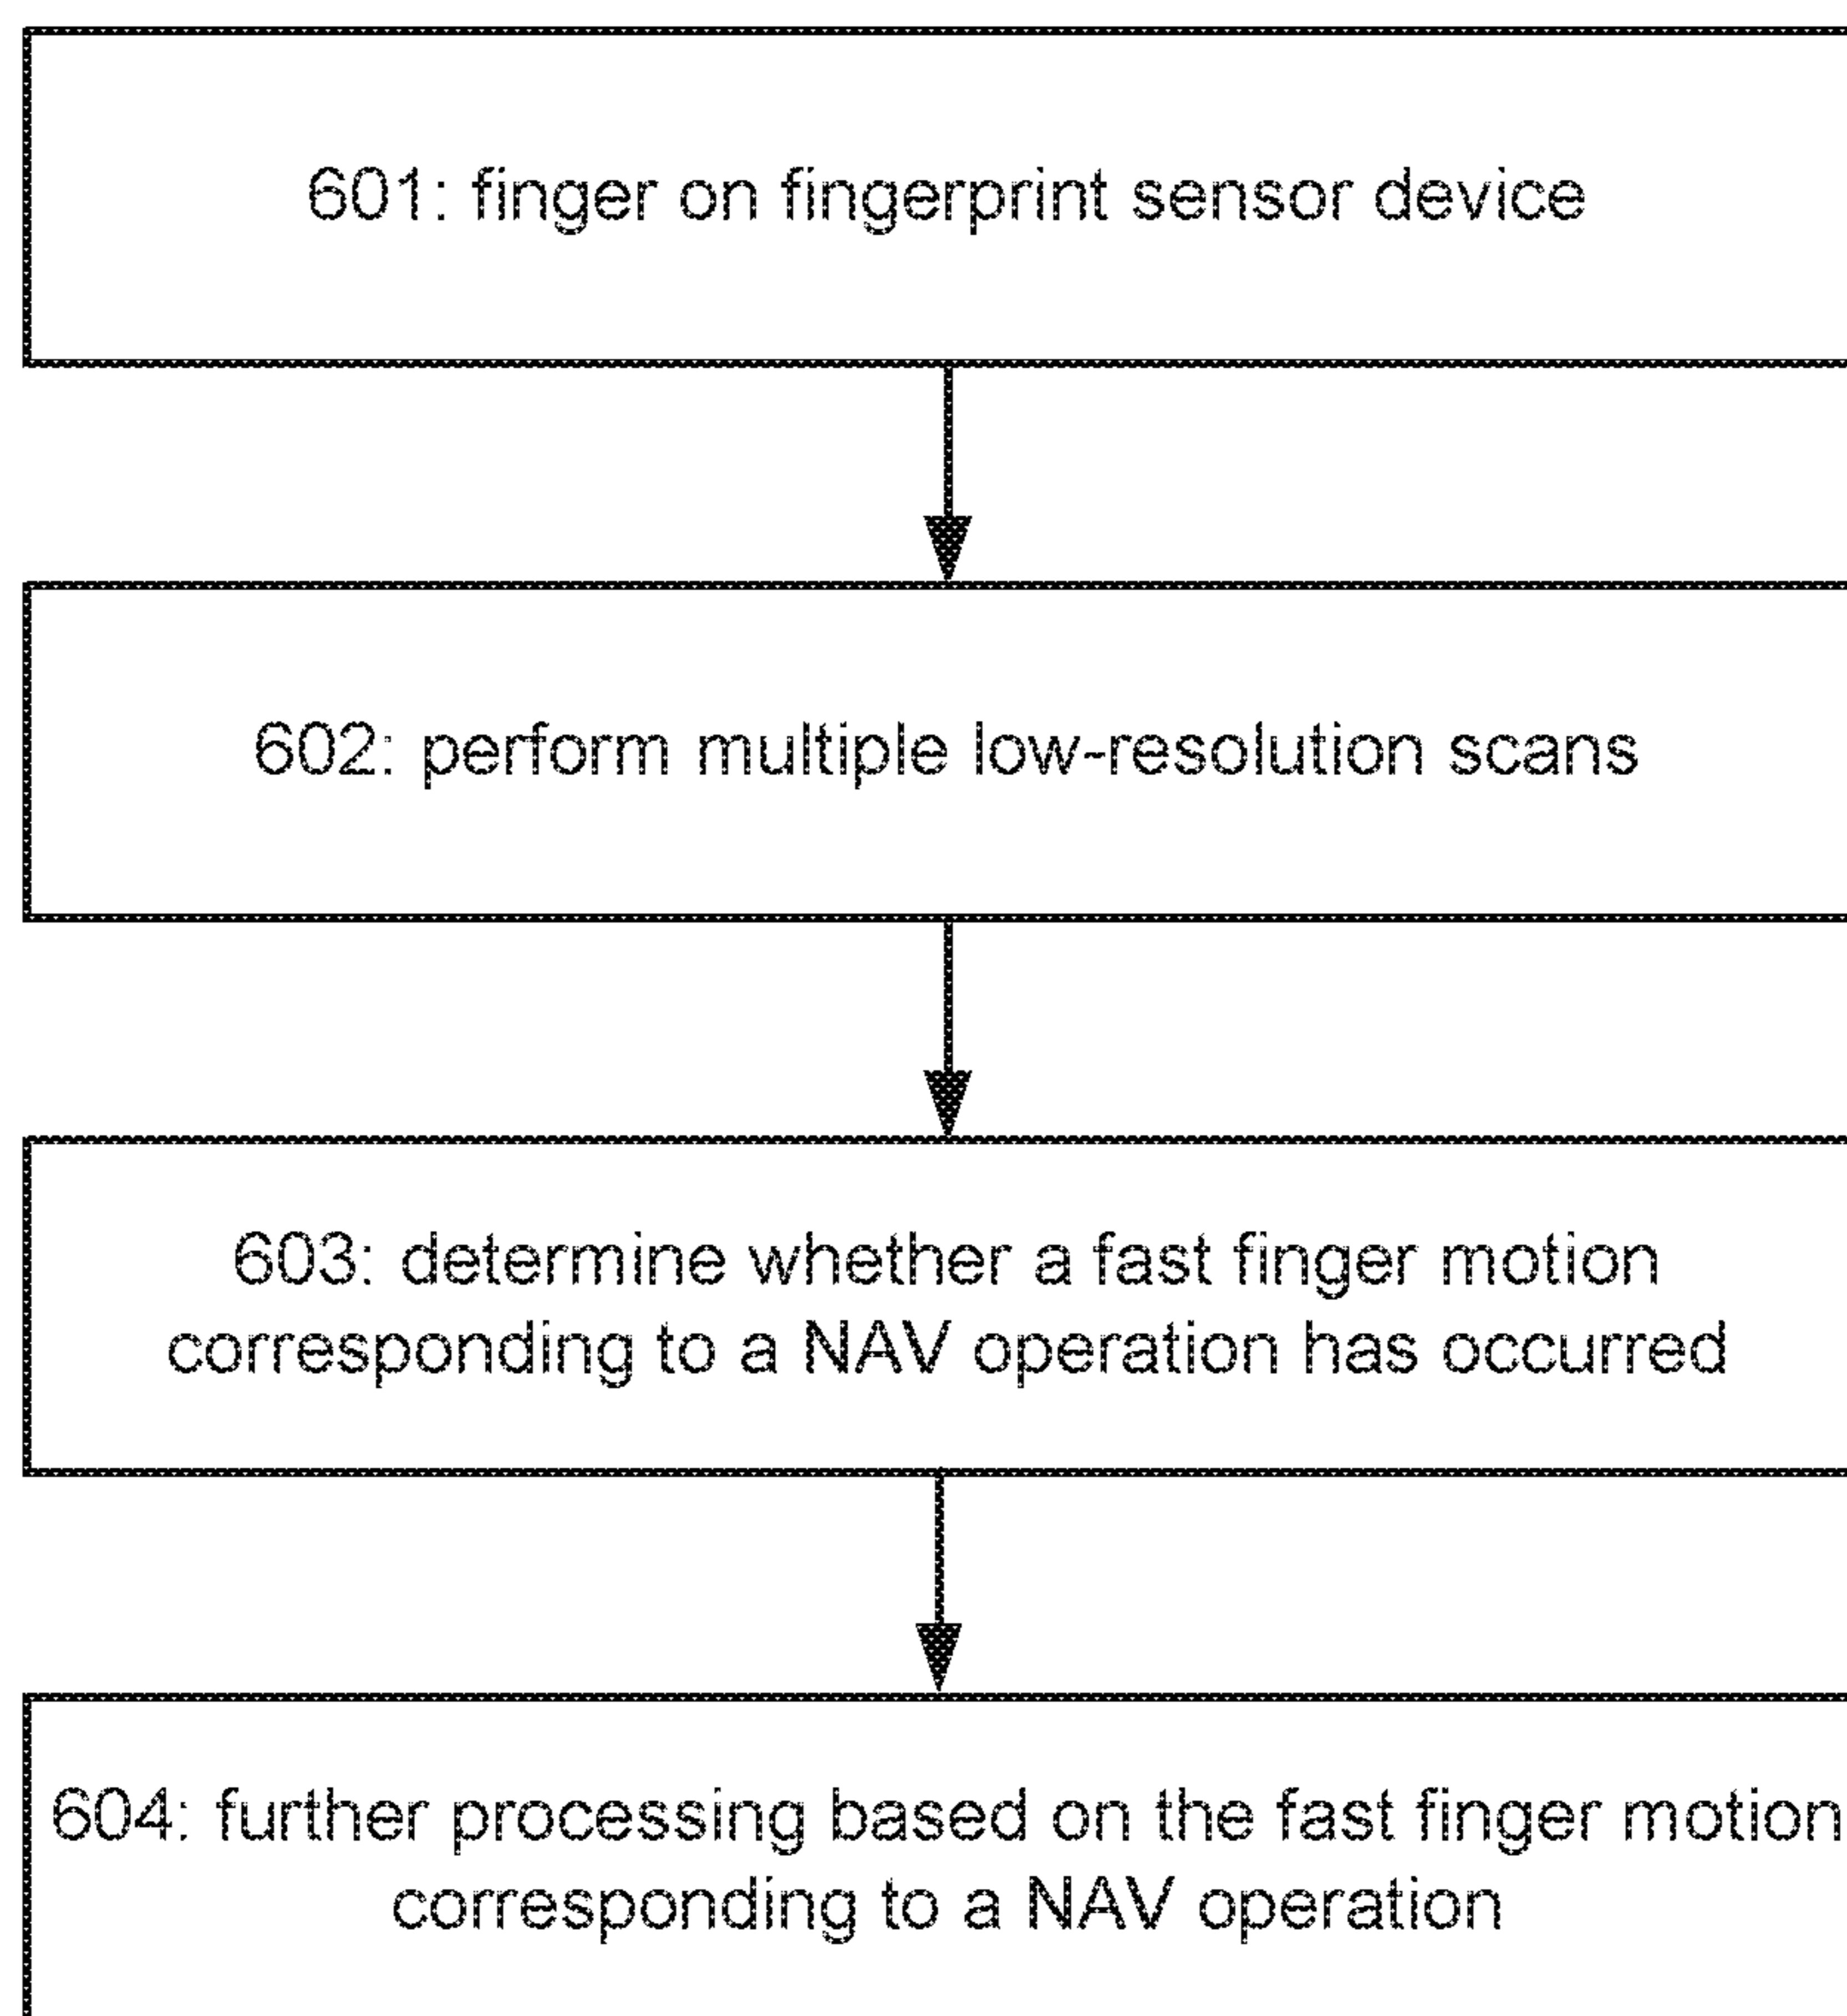 601: finger on fingerprint sensor device
602: perform multiple low-resolution scans
603: determine whether a fast finger motion
corresponding to a NAV operation has occurred
604: further processing based on the fast finger motion
corresponding to a NAV operation